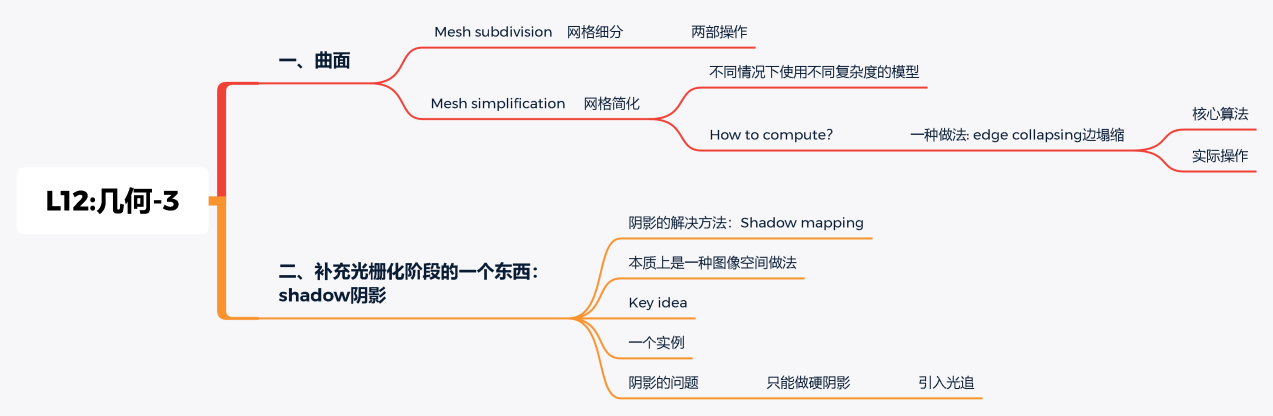 L12:几何-3
一、曲面
Mesh subdivision 网格细分
两部操作
Mesh simplification 网格简化
不同情况下使用不同复杂度的模型
How to compute?
一种做法: edge collapsing边塌缩
核心算法
实际操作
二、补充光栅化阶段的一个东西：
shadow阴影
阴影的解决方法：Shadow mapping
本质上是一种图像空间做法
Key idea
一个实例
阴影的问题
只能做硬阴影
引入光追